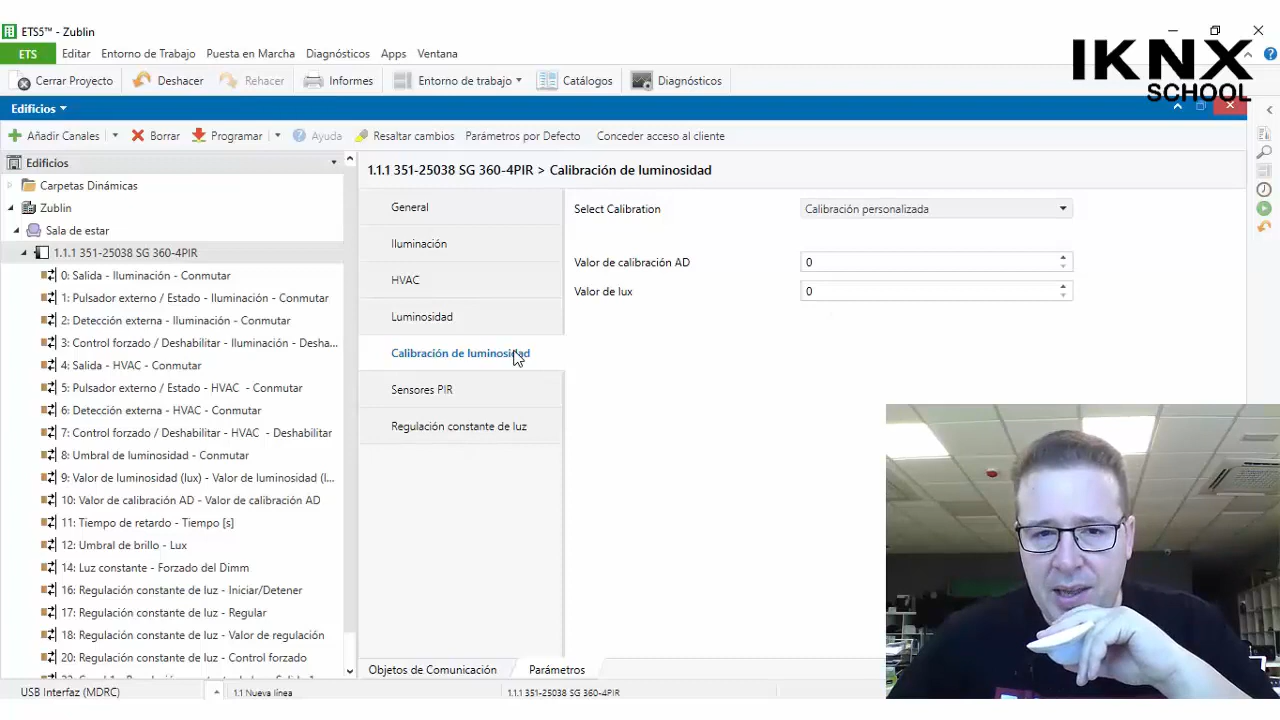 ETS5™ - Zublin
IKNX
SCHOOL
ETS Editar Entorno de Trabajo Puesta en Marcha Diagnósticos Apps Ventana
Cerrar Proyecto Deshacer Rehacer Informes Entorno de trabajo Catálogos Diagnósticos
Edificios
Añadir Canales Borrar Programar Ayuda Resaltar cambios Parámetros por Defecto Conceder acceso al cliente
Edificios
Carpetas Dinámicas
Zublin
Sala de estar
1.1.1 351-25038 SG 360-4PIR
0: Salida - Iluminación - Conmutar
1: Pulsador externo / Estado - Iluminación - Conmutar
2: Detección externa - Iluminación - Conmutar
3: Control forzado / Deshabilitar - Iluminación - Desha...
4: Salida - HVAC - Conmutar
5: Pulsador externo / Estado - HVAC - Conmutar
6: Detección externa - HVAC - Conmutar
7: Control forzado / Deshabilitar - HVAC - Deshabilitar
8: Umbral de luminosidad - Conmutar
9: Valor de luminosidad (lux) - Valor de luminosidad (l...
10: Valor de calibración AD - Valor de calibración AD
11: Tiempo de retardo - Tiempo [s]
12: Umbral de brillo - Lux
14: Luz constante - Forzado del Dimm
16: Regulación constante de luz - Iniciar/Detener
17: Regulación constante de luz - Regular
18: Regulación constante de luz - Valor de regulación
20: Regulación constante de luz - Control forzado
1.1.1 351-25038 SG 360-4PIR > Calibración de luminosidad
General
Iluminación
HVAC
Luminosidad
Calibración de luminosidad
Sensores PIR
Regulación constante de luz
Select Calibration Calibración personalizada
Valor de calibración AD 0
Valor de lux 0
Objetos de Comunicación Parámetros
USB Interfaz (MDRC) 1.1 Nueva línea 1.1.1 351-25038 SG 360-4PIR